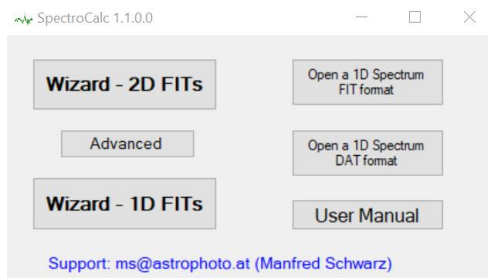 SpectroCalc 1.1.0.0
Wizard - 2D FITs
Advanced
Wizard - 1D FITs
Open a 1D Spectrum
FIT format
Open a 1D Spectrum
DAT format
User Manual
Support: ms@astrophoto.at (Manfred Schwarz)